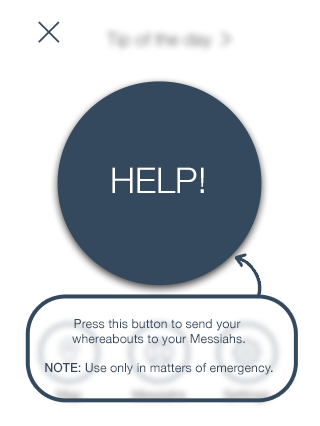 Tip of the day >
HELP!
Press this button to send your
whereabouts to your Messiahs.
NOTE: Use only in matters of emergency.